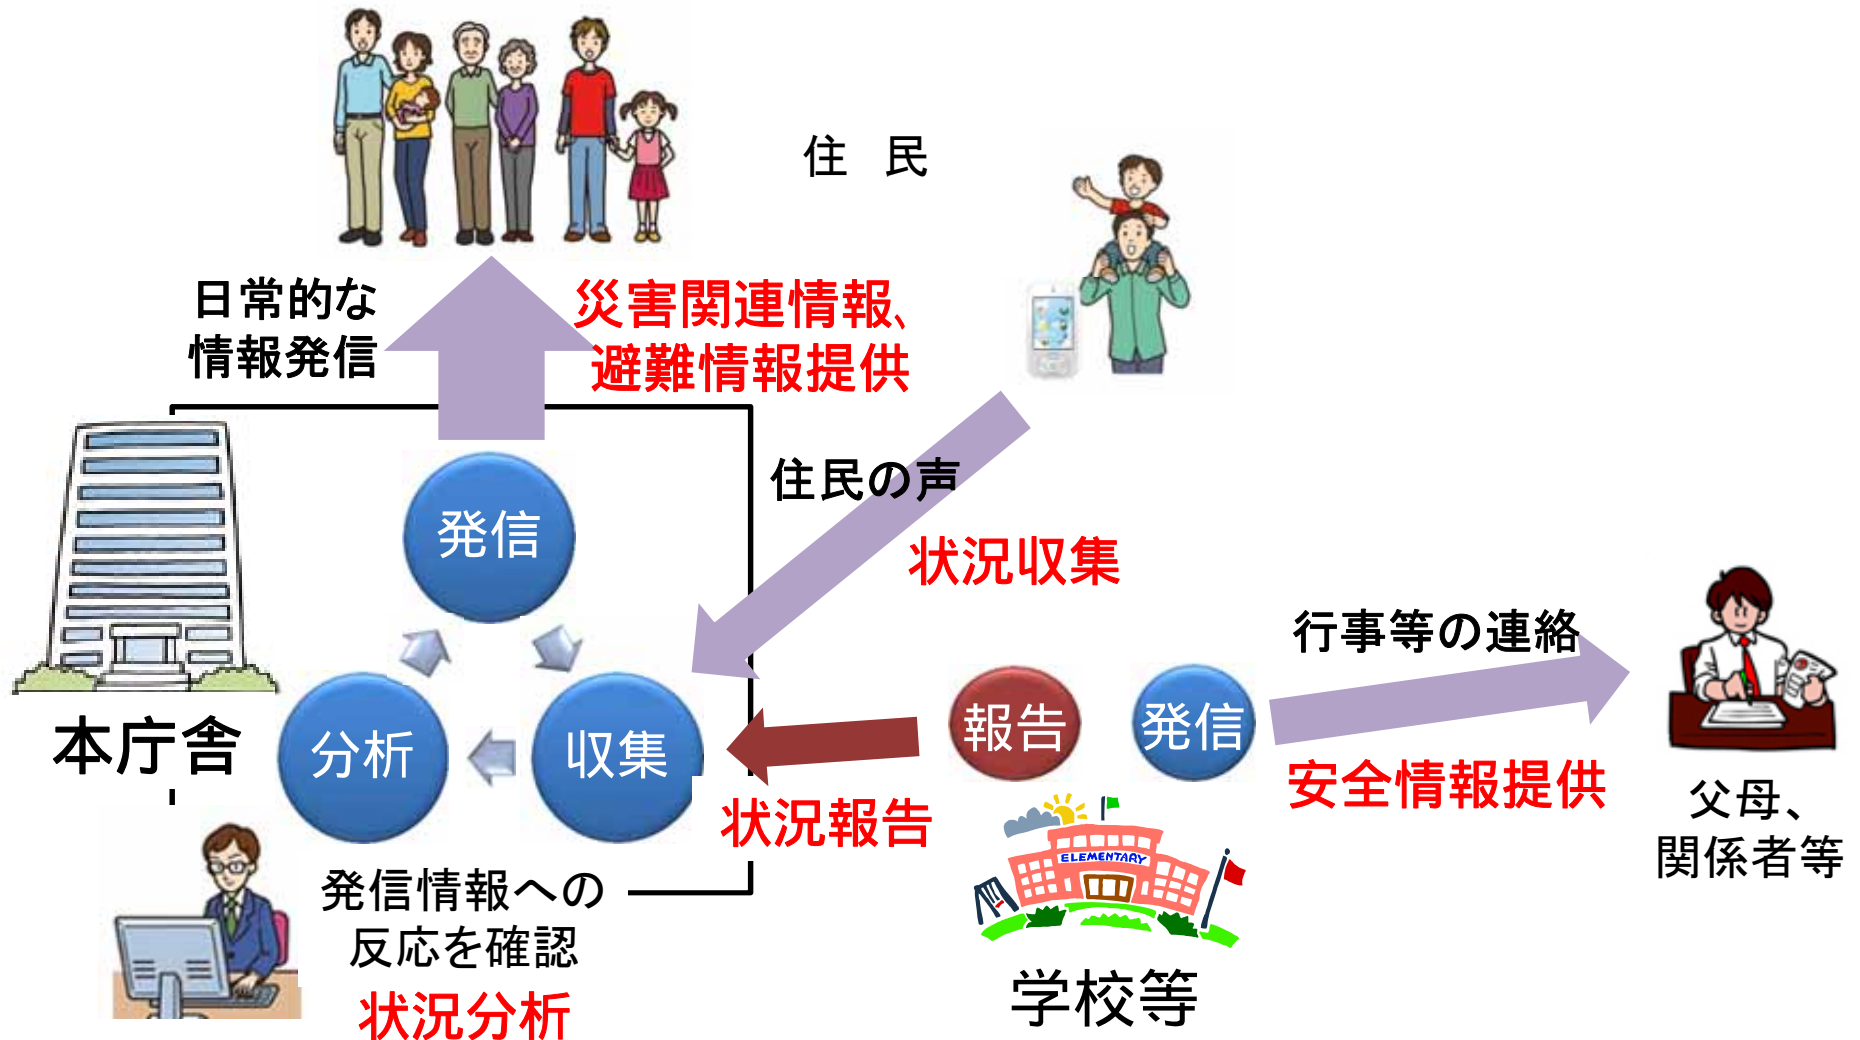 住 民
日常的な
情報発信
災害関連情報、
避難情報提供
住民の声
状況収集
発信
分析
収集
本庁舎
報告
発信
行事等の連絡
安全情報提供
状況報告
ELEMENTARY
父母、
関係者等
発信情報への
反応を確認
状況分析
学校等